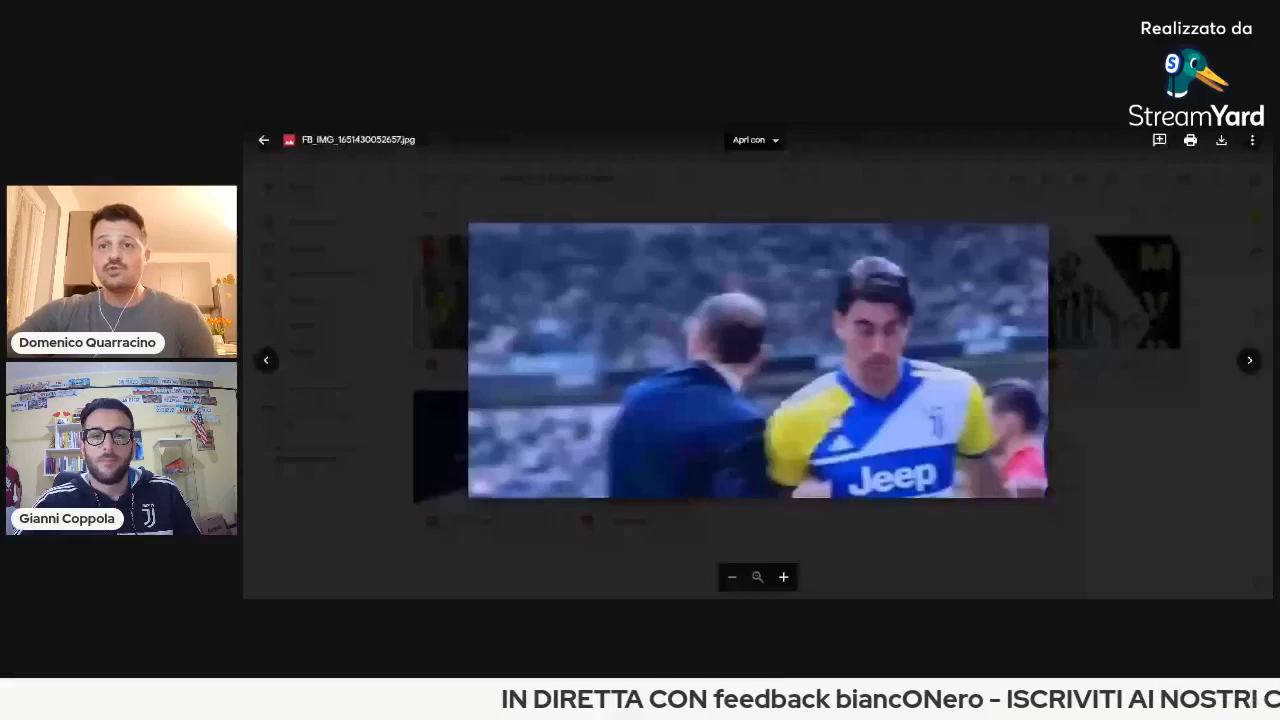 Realizzato da
StreamYard
FB_IMG_1651430052657.jpg
Apri con
Domenico Quarracino
Jeep
Gianni Coppola
IN DIRETTA CON feedback biancONero - ISCRIVITI AI NOSTRI C